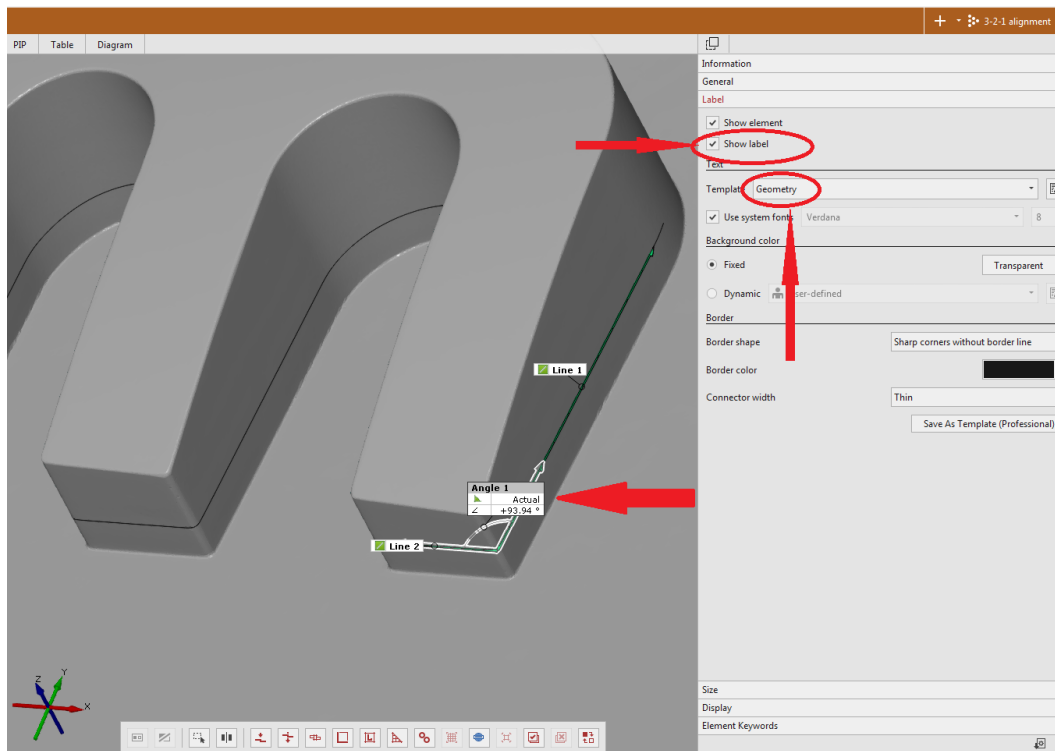 3-2-1 alignment
PIP Table Diagram
Information
General
Label
Show element
Show label
Text
Template Geometry
Use system fonts Verdana 8
Background color
Fixed Transparent
Dynamic user-defined
Border
Border shape Sharp corners without border line
Border color
Connector width Thin
Save As Template (Professional)
Line 1
Angle 1
Actual
∠ +93.94 °
Line 2
Z Y
X
Size
Display
Element Keywords